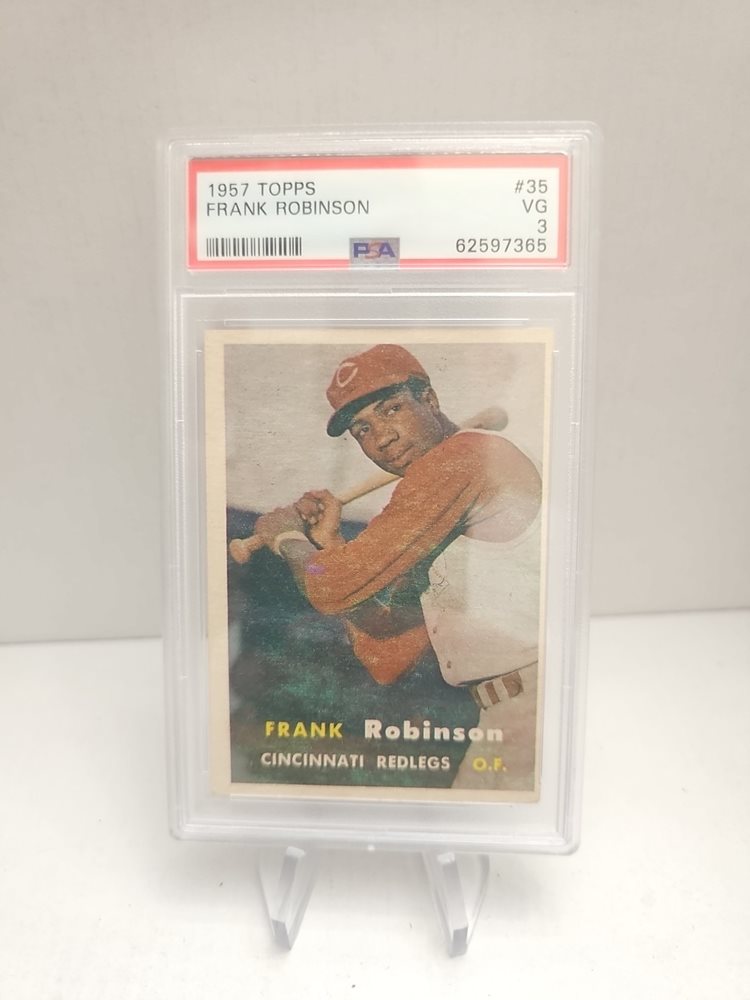 1957 TOPPS #35
FRANK ROBINSON VG
3
PSA 62597365
C
FRANK Robinson
CINCINNATI REDLEGS O.F.